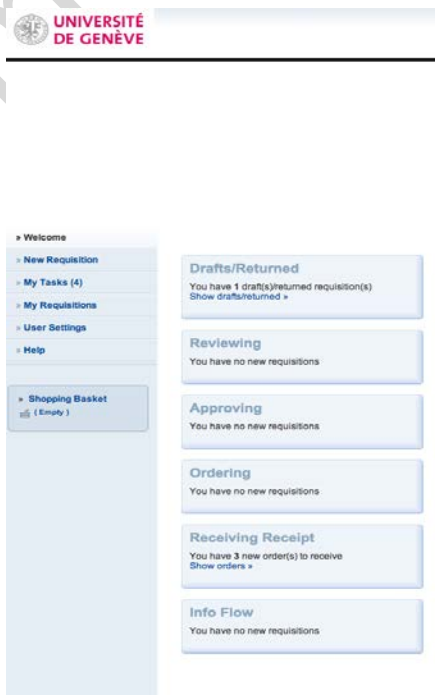 UNIVERSITÉ
DE GENÈVE
» Welcome
» New Requisition
» My Tasks (4)
» My Requisitions
» User Settings
» Help
» Shopping Basket
( Empty )
Drafts/Returned
You have 1 draft(s)/returned requisition(s)
Show drafts/returned »
Reviewing
You have no new requisitions
Approving
You have no new requisitions
Ordering
You have no new requisitions
Receiving Receipt
You have 3 new order(s) to receive
Show orders »
Info Flow
You have no new requisitions